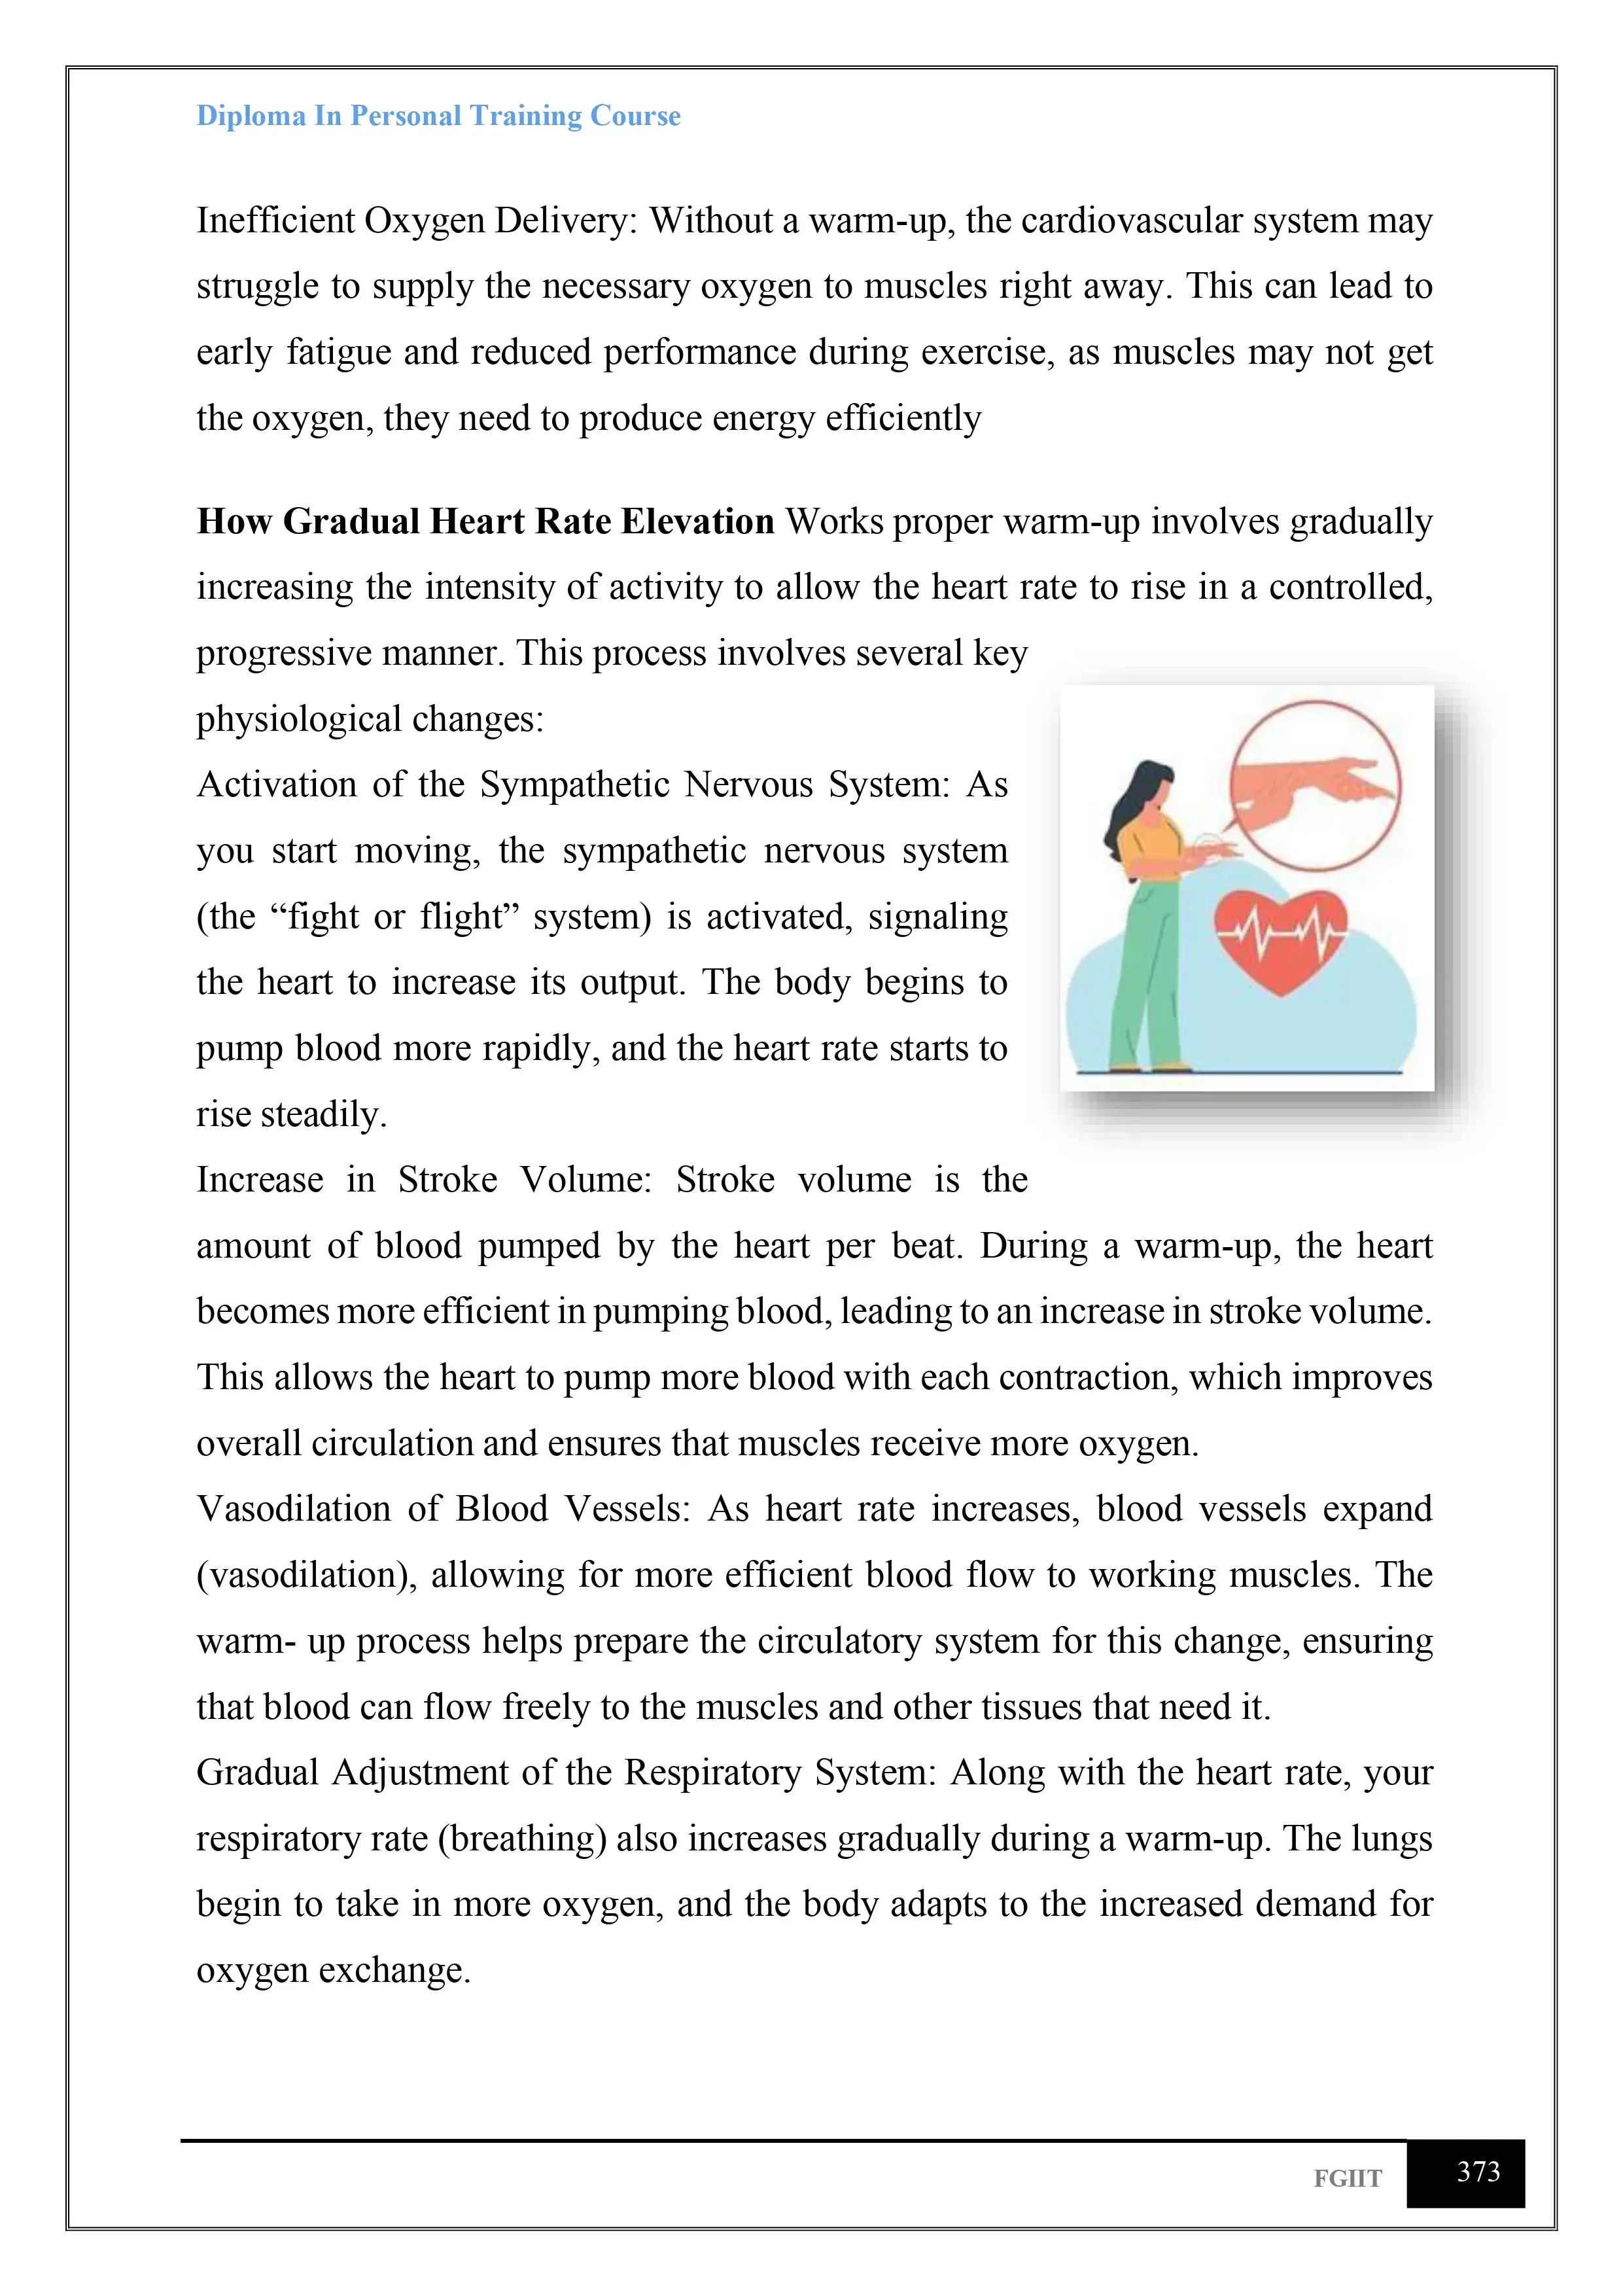 Diploma In Personal Training Course
Inefficient Oxygen Delivery: Without a warm-up, the cardiovascular system may
struggle to supply the necessary oxygen to muscles right away. This can lead to
early fatigue and reduced performance during exercise, as muscles may not get
the oxygen, they need to produce energy efficiently
How Gradual Heart Rate Elevation Works proper warm-up involves gradually
increasing the intensity of activity to allow the heart rate to rise in a controlled,
progressive manner. This process involves several key
physiological changes:
Activation of the Sympathetic Nervous System: As
you start moving, the sympathetic nervous system
(the “fight or flight” system) is activated, signaling
the heart to increase its output. The body begins to
pump blood more rapidly, and the heart rate starts to
rise steadily.
Increase in Stroke Volume: Stroke volume is the
amount of blood pumped by the heart per beat. During a warm-up, the heart
becomes more efficient in pumping blood, leading to an increase in stroke volume.
This allows the heart to pump more blood with each contraction, which improves
overall circulation and ensures that muscles receive more oxygen.
Vasodilation of Blood Vessels: As heart rate increases, blood vessels expand
(vasodilation), allowing for more efficient blood flow to working muscles. The
warm- up process helps prepare the circulatory system for this change, ensuring
that blood can flow freely to the muscles and other tissues that need it.
Gradual Adjustment of the Respiratory System: Along with the heart rate, your
respiratory rate (breathing) also increases gradually during a warm-up. The lungs
begin to take in more oxygen, and the body adapts to the increased demand for
oxygen exchange.
FGIIT 373